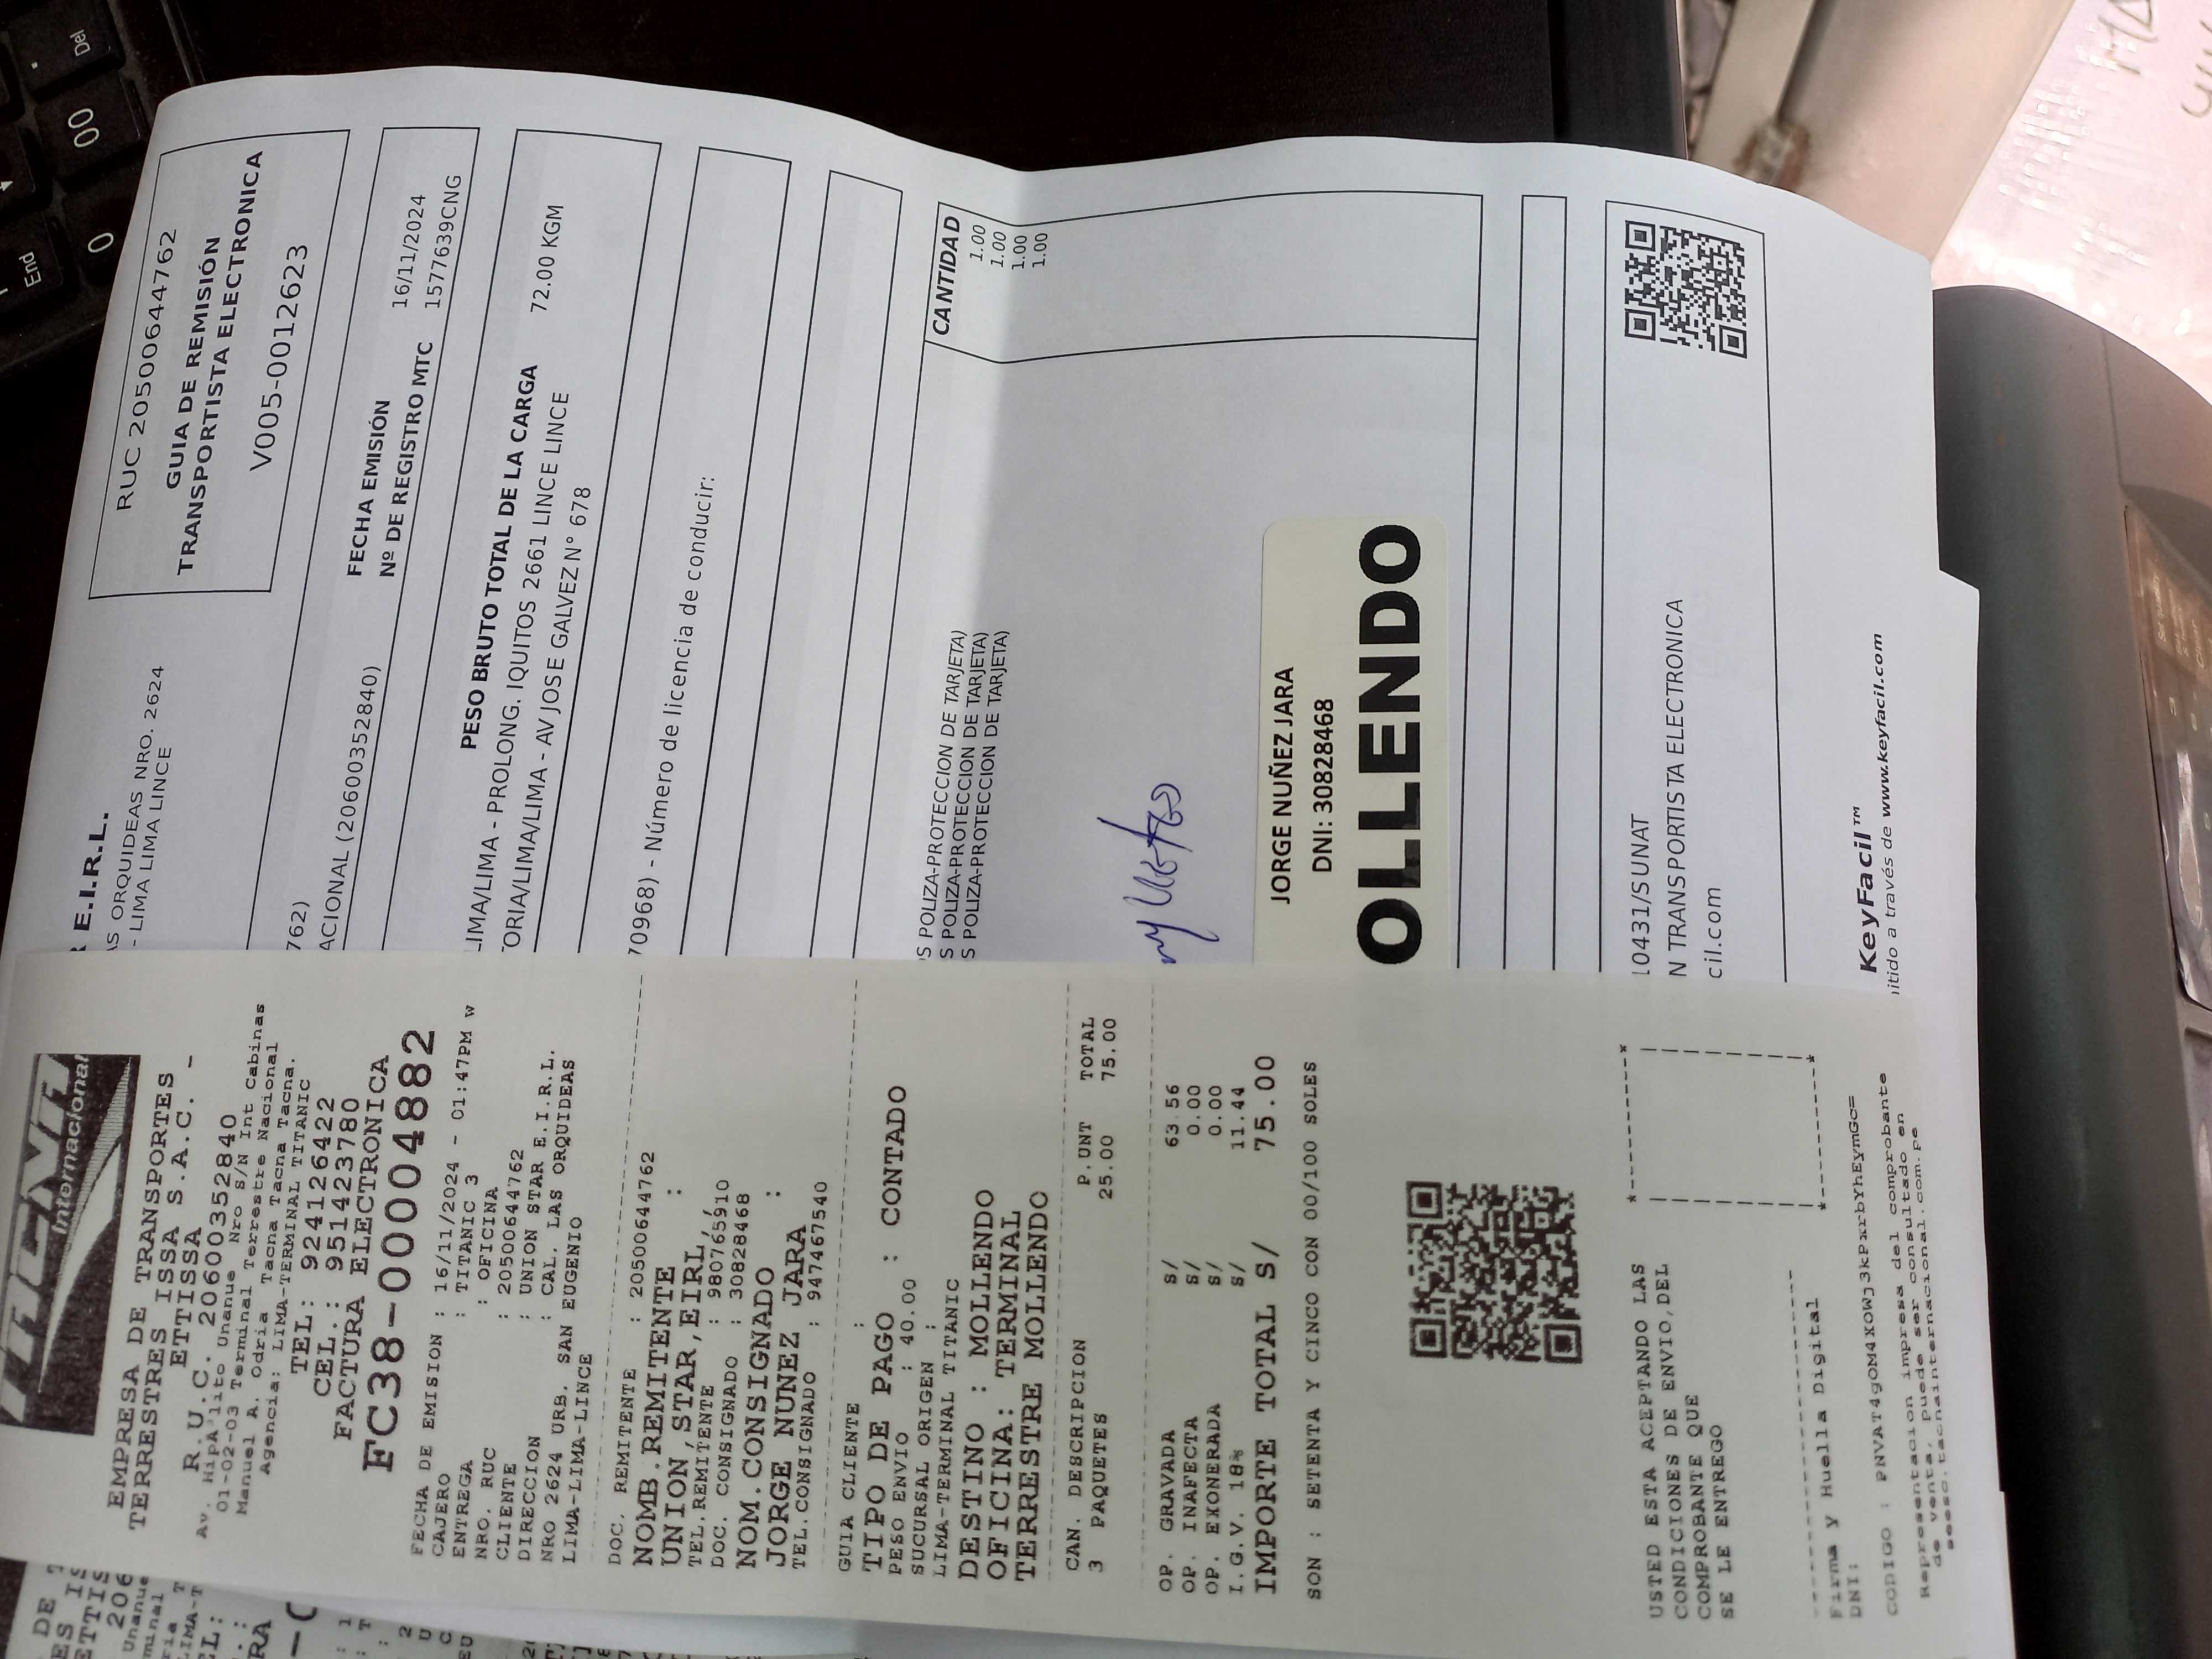 Internacional
EMPRESA DE TRANSPORTES
TERRESTRES ISSA S.A.C. -
ETTISSA
R.U.C. 20600352840
Unanue Nro S/N Int Cabinas
01-02-03 Terminal Terrestre Nacional
Manuel A. Odria Tacna Tacna Tacna.
Agencia: LIMA-TERMINAL TITANIC
TEL: 924126422
CEL.: 951423780
FACTURA ELECTRONICA
FC38-00004882
FECHA DE EMISION : 16/11/2024 - 01:47PM w
CAJERO : TITANIC 3
ENTREGA : OFICINA
NRO. RUC : 20500644762
CLIENTE : UNION STAR E.I.R.L.
DIRECCION : CAL. LAS ORQUIDEAS
NRO 2624 URB. SAN EUGENIO
LIMA-LIMA-LINCE
DOC. REMITENTE : 20500644762
NOMB.REMITENTE :
UNION,STAR,EIRL,
TEL.REMITENTE : 980765910
DOC. CONSIGNADO : 30828468
NOM.CONSIGNADO :
JORGE NUNEZ JARA
TEL.CONSIGNADO : 947467540
GUIA CLIENTE :
TIPO DE PAGO : CONTADO
PESO ENVIO : 40.00
SUCURSAL ORIGEN :
LIMA-TERMINAL TITANIC
DESTINO : MOLLENDO
OFICINA: TERMINAL
TERRESTRE MOLLENDO
CAN. DESCRIPCION P.UNT TOTAL
3 PAQUETES 25.00 75.00
OP. GRAVADA S/ 63.56
OP. INAFECTA S/ 0.00
OP. EXONERADA S/ 0.00
I.G.V. 18% S/ 11.44
IMPORTE TOTAL S/ 75.00
SON : SETENTA Y CINCO CON 00/100 SOLES
USTED ESTA ACEPTANDO LAS
CONDICIONES DE ENVIO,DEL
COMPROBANTE QUE
SE LE ENTREGO
Firma y Huella Digital
DNI:
CODIGO :
Representacion impresa del comprobante
de venta, puede ser consultado en
E.I.R.L.
AS ORQUIDEAS NRO. 2624
- LIMA LIMA LINCE
RUC 20500644762
GUIA DE REMISIÓN
TRANSPORTISTA ELECTRONICA
V005-0012623
762)
ACIONAL (20600352840)
FECHA EMISIÓN 16/11/2024
Nº DE REGISTRO MTC 1577639CNG
PESO BRUTO TOTAL DE LA CARGA 72.00 KGM
LIMA/LIMA - PROLONG. IQUITOS 2661 LINCE LINCE
TORIA/LIMA/LIMA - AV JOSE GALVEZ N° 678
70968) - Número de licencia de conducir:
CANTIDAD
S POLIZA-PROTECCION DE TARJETA) 1.00
S POLIZA-PROTECCION DE TARJETA) 1.00
S POLIZA-PROTECCION DE TARJETA) 1.00
1.00
JORGE NUÑEZ JARA
DNI: 30828468
OLLENDO
10431/SUNAT
N TRANSPORTISTA ELECTRONICA
cil.com
KeyFacil™
itido a través de www.keyfacil.com
End
0
00
.
Del